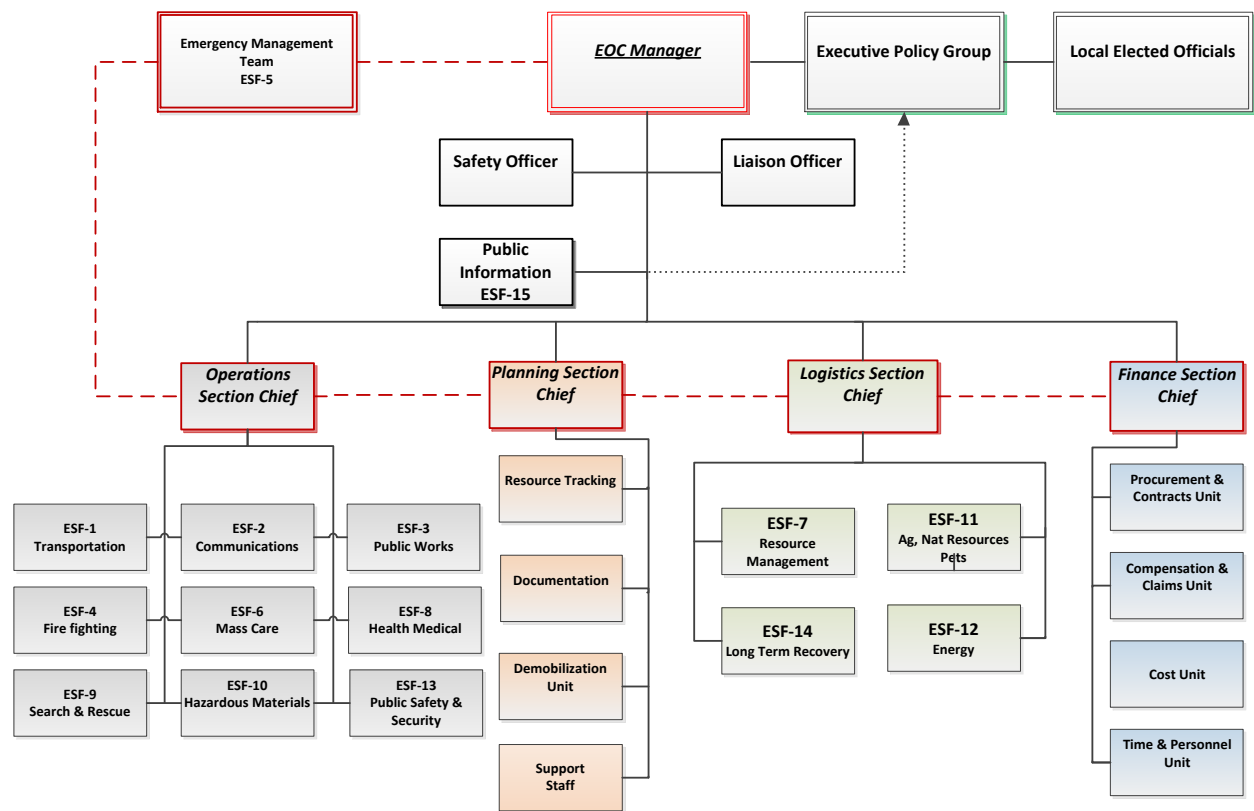 Emergency Management
Team
ESF-5
EOC Manager
Executive Policy Group
Local Elected Officials
Safety Officer
Liaison Officer
Public
Information
ESF-15
Operations
Section Chief
Planning Section
Chief
Logistics Section
Chief
Finance Section
Chief
ESF-1
Transportation
ESF-2
Communications
ESF-3
Public Works
ESF-4
Fire fighting
ESF-6
Mass Care
ESF-8
Health Medical
ESF-9
Search & Rescue
ESF-10
Hazardous Materials
ESF-13
Public Safety &
Security
Resource Tracking
Documentation
Demobilization
Unit
Support
Staff
ESF-7
Resource
Management
ESF-11
Ag, Nat Resources
Pets
ESF-14
Long Term Recovery
ESF-12
Energy
Procurement &
Contracts Unit
Compensation &
Claims Unit
Cost Unit
Time & Personnel
Unit